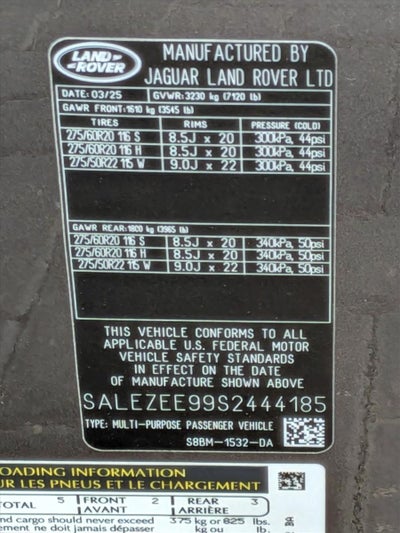 LAND ROVER
MANUFACTURED BY
JAGUAR LAND ROVER LTD
DATE: 03/25 GVWR: 3230 kg (7120 lb)
GAWR FRONT: 1610 kg (3545 lb)
TIRES RIMS PRESSURE (COLD)
275/60R20 116 S 8.5J x 20 300kPa, 44psi
275/60R20 116 H 8.5J x 20 300kPa, 44psi
275/50R22 115 W 9.0J x 22 300kPa, 44psi
GAWR REAR: 1800 kg (3965 lb)
275/60R20 116 S 8.5J x 20 340kPa, 50psi
275/60R20 116 H 8.5J x 20 340kPa, 50psi
275/50R22 115 W 9.0J x 22 340kPa, 50psi
THIS VEHICLE CONFORMS TO ALL
APPLICABLE U.S. FEDERAL MOTOR
VEHICLE SAFETY STANDARDS
IN EFFECT ON THE DATE
OF MANUFACTURE SHOWN ABOVE
SALEZEE99S2444185
TYPE: MULTI-PURPOSE PASSENGER VEHICLE
S8BM-1532-DA
OADING INFORMATION
UR LES PNEUS ET LE CHARGEMENT
TOTAL 5 FRONT 2 REAR 3
AVANT ARRIÈRE
nd cargo should never exceed 375 kg or 825 lbs.
ement ne doit jamais dépasser kg ou lb.